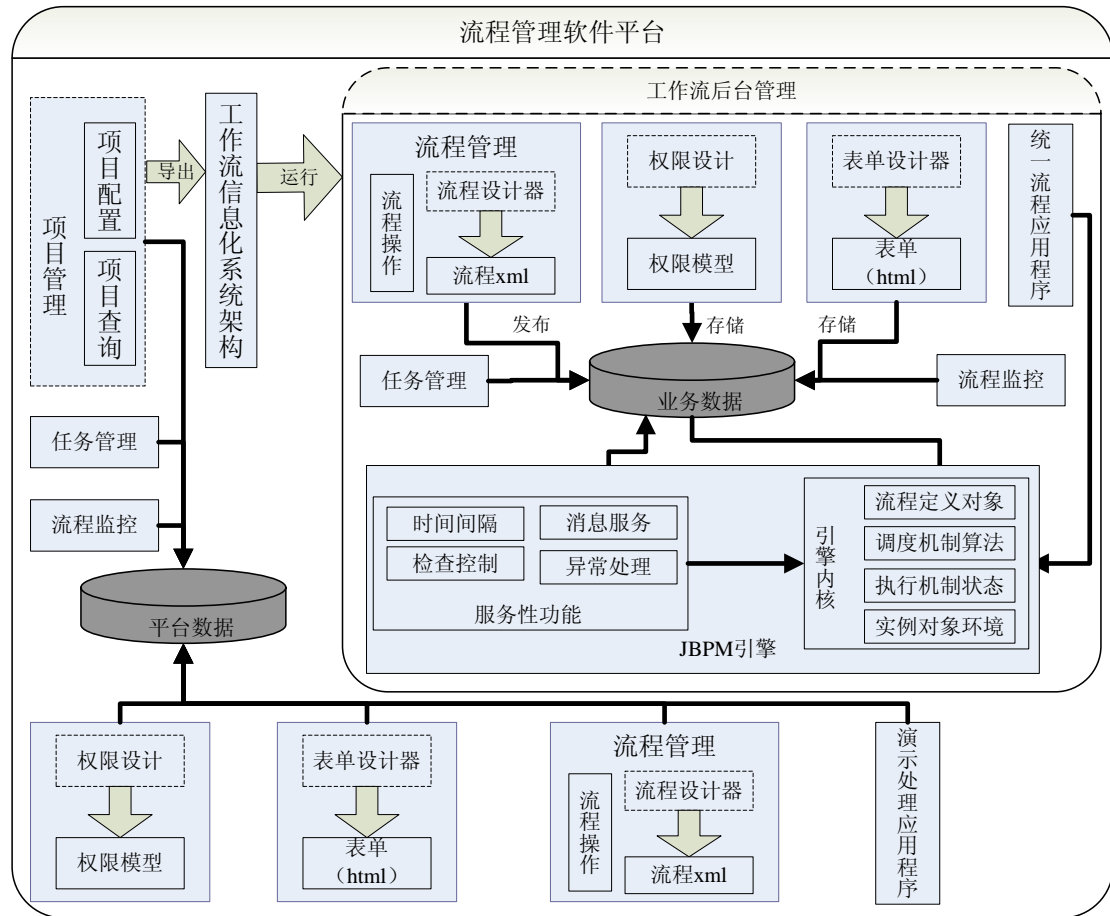 流程管理软件平台
工作流后台管理
项目管理
项目配置
项目查询
导出
工作流信息化系统架构
运行
流程管理
流程操作
流程设计器
流程xml
权限设计
权限模型
表单设计器
表单
（html）
统一流程应用程序
发布
存储
存储
任务管理
业务数据
流程监控
任务管理
流程监控
平台数据
时间间隔
消息服务
检查控制
异常处理
服务性功能
引擎内核
流程定义对象
调度机制算法
执行机制状态
实例对象环境
JBPM引擎
权限设计
权限模型
表单设计器
表单
（html）
流程管理
流程操作
流程设计器
流程xml
演示处理应用程序